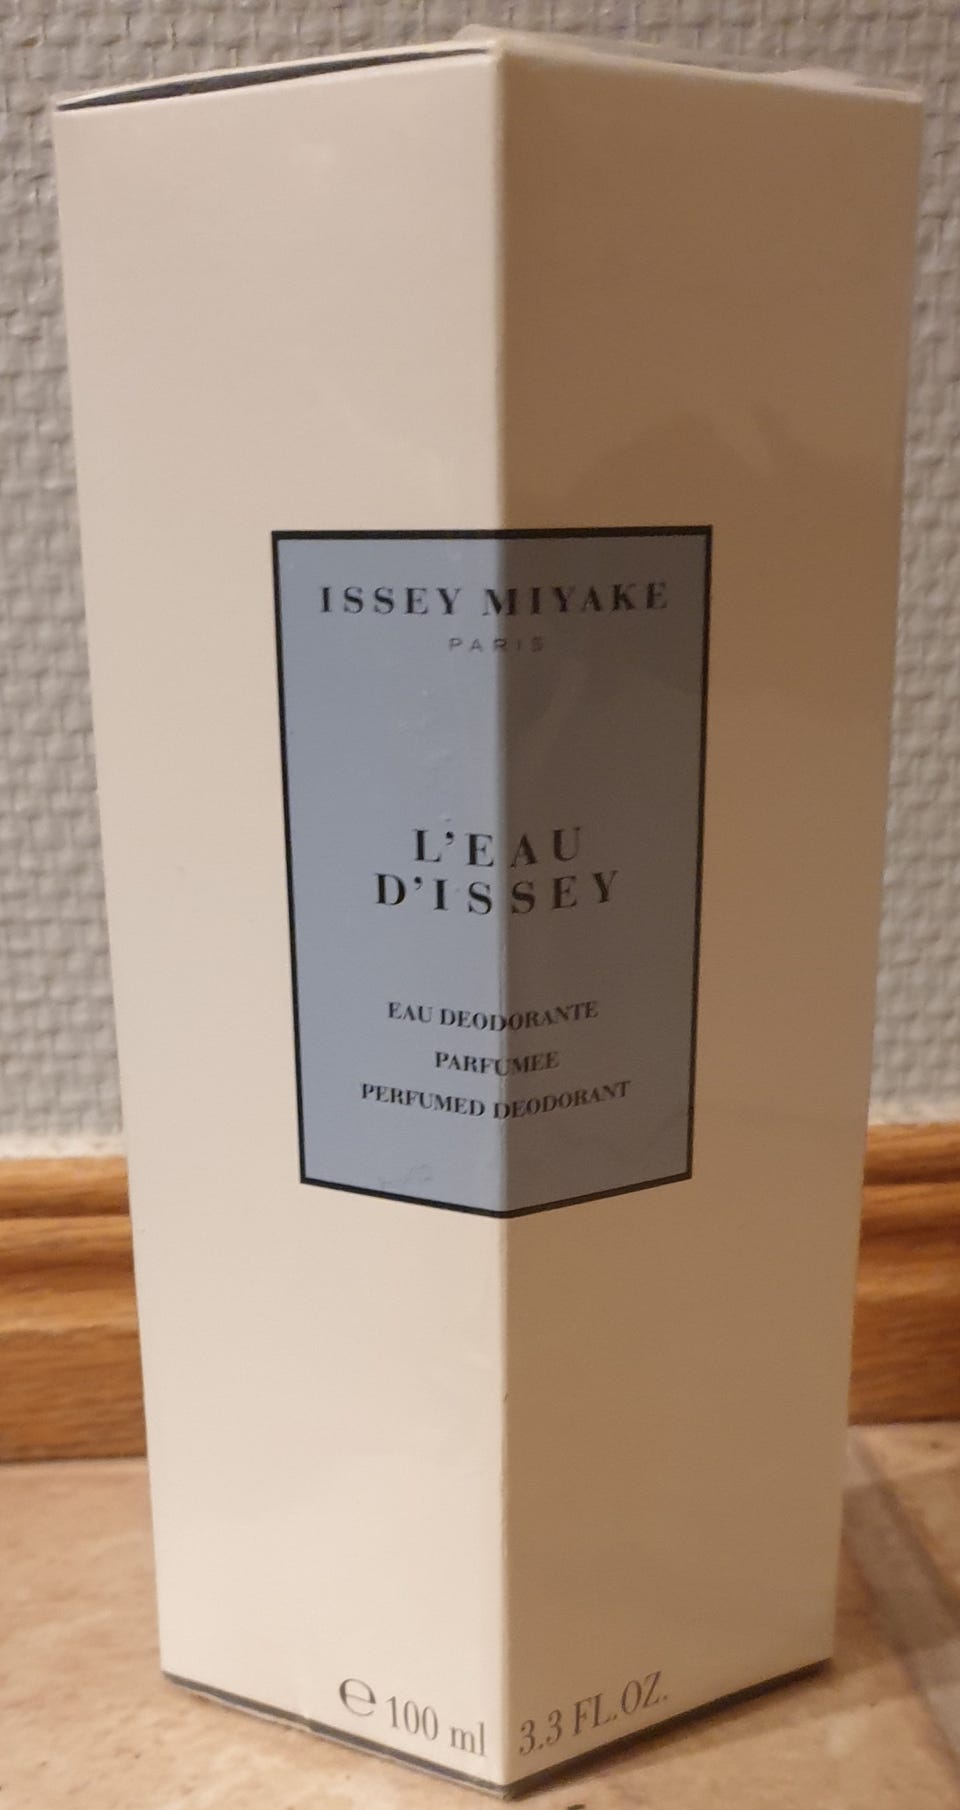 ISSEY MIYAKE
PARIS
L'EAU
D'ISSEY
EAU DEODORANTE
PARFUMEE
PERFUMED DEODORANT
℮ 100 ml 3.3 FL.OZ.